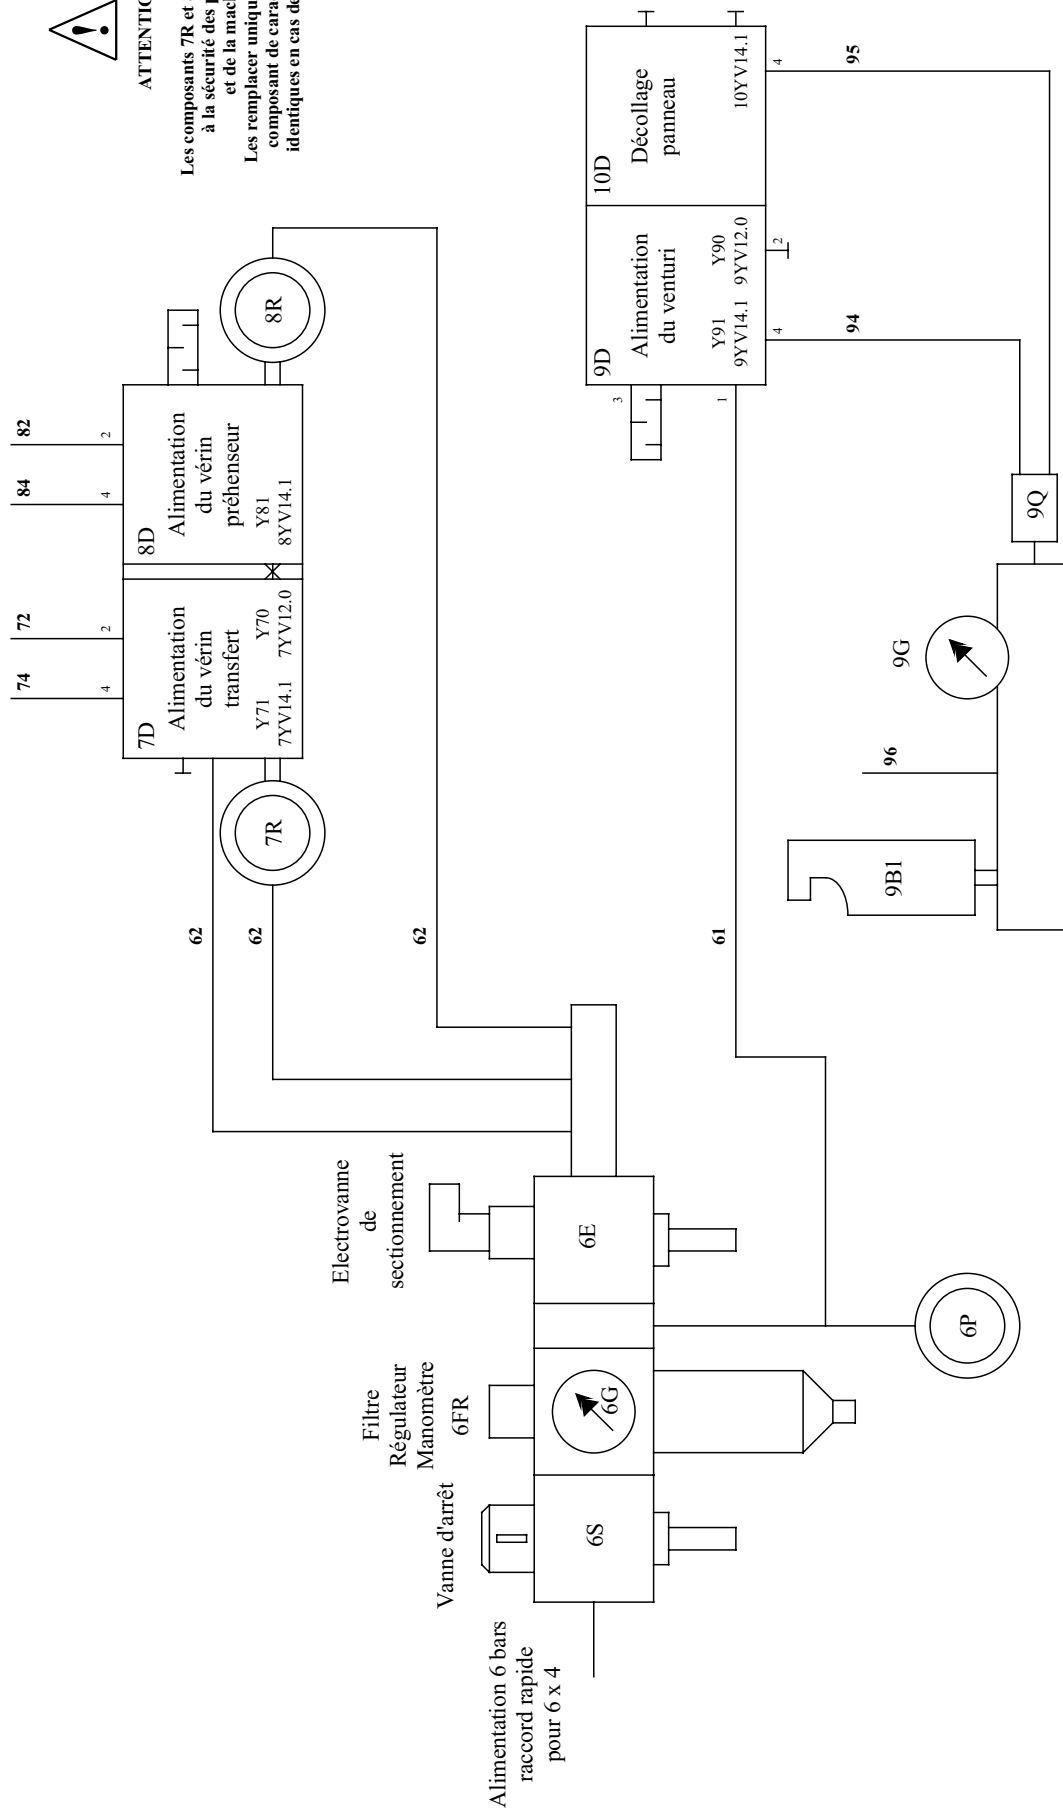 ATTENTIO
Les composants 7R et
à la sécurité des
et de la mac
Les remplacer uniqu
composant de cara
identiques en cas de
82
84
72
74
2
4
2
4
8D
Alimentation
du vérin
préhenseur
Y81
8YV14.1
7D
Alimentation
du vérin
transfert
Y71
Y70
7YV14.1
7YV12.0
8R
7R
62
62
62
61
10D
Décollage
panneau
10YV14.1
9D
Alimentation
du venturi
Y91
Y90
9YV14.1
9YV12.0
3
1
4
2
4
95
94
9Q
9G
96
9B1
Electrovanne
de
sectionnement
6E
Filtre
Régulateur
Manomètre
6FR
6G
6P
Vanne d'arrêt
6S
Alimentation 6 bars
raccord rapide
pour 6 x 4